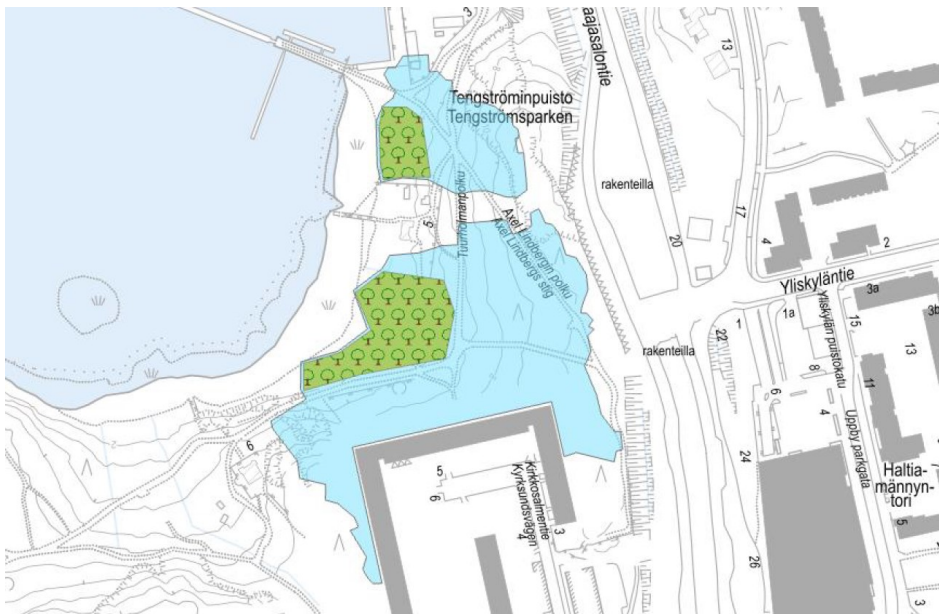 3
13
aajasalontie
Tengströminpuisto
Tengströmsparken
rakenteilla
17
5
Tuurholmanpolku
Axel Lindbergin polku
Axel Lindbergs stig
20
4
2
Yliskyläntie
3a
3b
1
1a
Yliskylän puistokatu
15
13
rakenteilla
22
8
11
6
4
Uppby parkgata
6
24
5
6
Kirkkosalmentie
Kyrksundsvägen
4
3
Haltia-
männyn-
tori
5
26
3